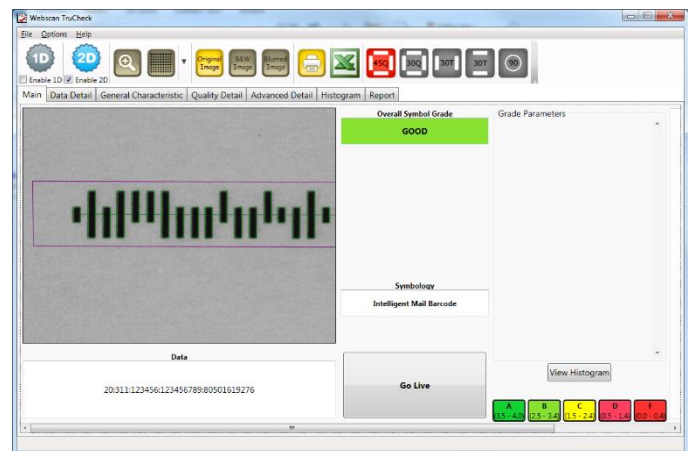 Webscan TruCheck
File Options Help
1D 2D Original Image B&W Image Blurred Image 45Q 30Q 30T 30T 90
Enable 1D Enable 2D
Main Data Detail General Characteristic Quality Detail Advanced Detail Histogram Report
Overall Symbol Grade
GOOD
Grade Parameters
Symbology
Intelligent Mail Barcode
Data
20:311:123456:123456789:80501619276
Go Live
View Histogram
A B C D F
(3.5 - 4.0) (2.5 - 3.4) (1.5 - 2.4) (0.5 - 1.4) (0.0 - 0.4)